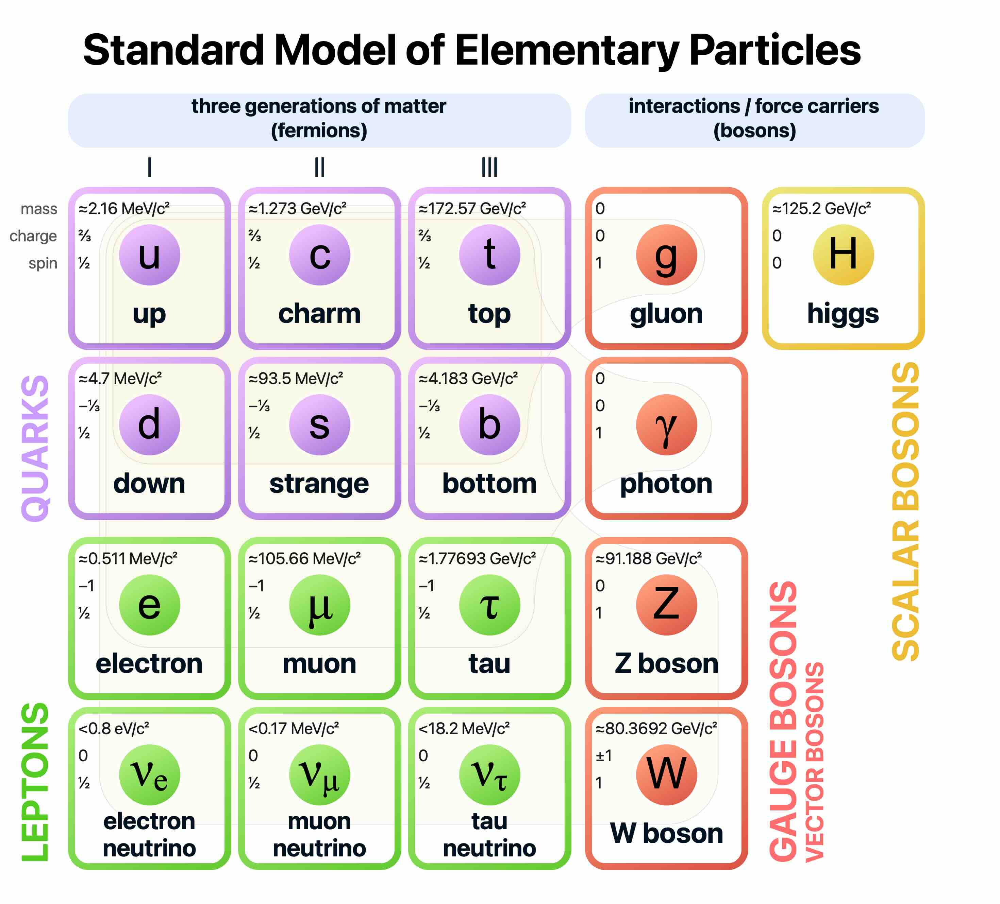 Standard Model of Elementary Particles
three generations of matter
(fermions)
interactions / force carriers
(bosons)
I
II
III
mass
charge
spin
≈2.16 MeV/c²
⅔
½
u
up
≈1.273 GeV/c²
⅔
½
c
charm
≈172.57 GeV/c²
⅔
½
t
top
0
0
1
g
gluon
≈125.2 GeV/c²
0
0
H
higgs
QUARKS
≈4.7 MeV/c²
−⅓
½
d
down
≈93.5 MeV/c²
−⅓
½
s
strange
≈4.183 GeV/c²
−⅓
½
b
bottom
0
0
1
γ
photon
SCALAR BOSONS
≈0.511 MeV/c²
−1
½
e
electron
≈105.66 MeV/c²
−1
½
μ
muon
≈1.77693 GeV/c²
−1
½
τ
tau
≈91.188 GeV/c²
0
1
Z
Z boson
LEPTONS
<0.8 eV/c²
0
½
νe
electron
neutrino
<0.17 MeV/c²
0
½
νμ
muon
neutrino
<18.2 MeV/c²
0
½
ντ
tau
neutrino
≈80.3692 GeV/c²
±1
1
W
W boson
GAUGE BOSONS
VECTOR BOSONS